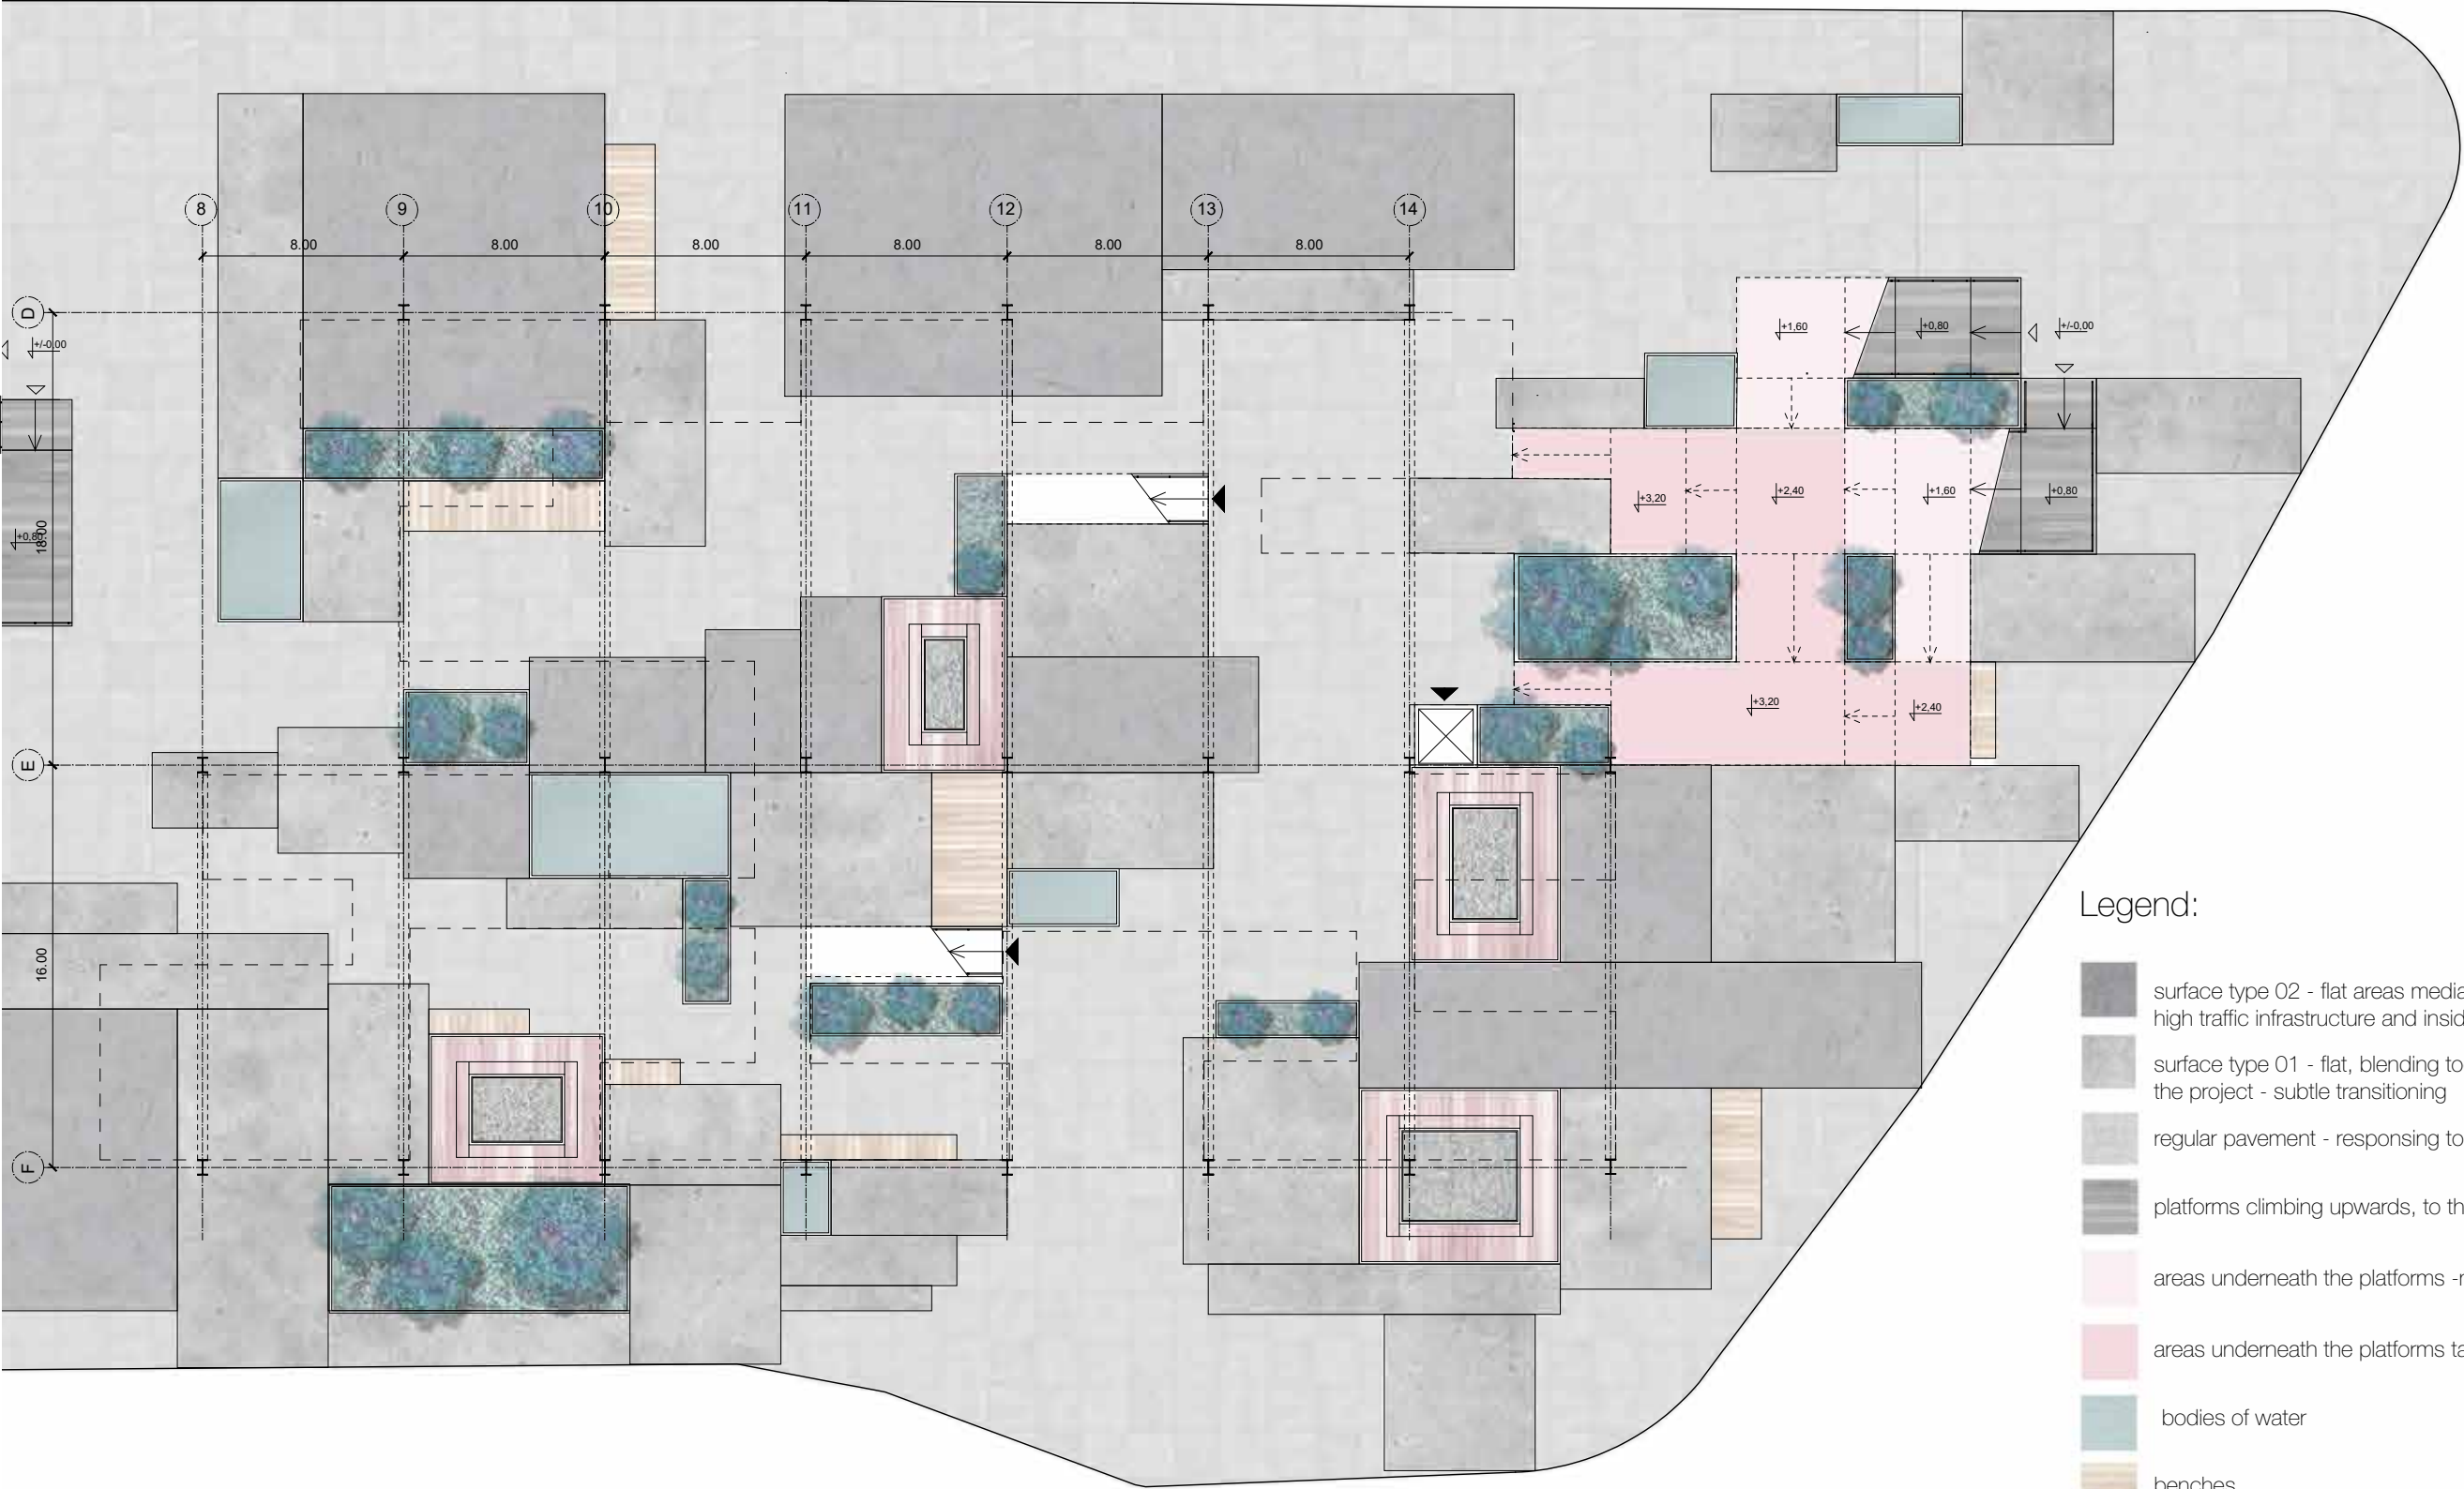 8
9
10
11
12
13
14
8.00
8.00
8.00
8.00
8.00
8.00
D
+/-0,00
+1,60
+0,80
+/-0,00
+3,20
+2,40
+1,60
+0,80
+0,80
18.00
+3,20
+2,40
E
16.00
F
Legend:
surface type 02 - flat areas media
high traffic infrastructure and insid
surface type 01 - flat, blending to
the project - subtle transitioning
regular pavement - responsing to
platforms climbing upwards, to th
areas underneath the platforms -r
areas underneath the platforms ta
bodies of water
benches